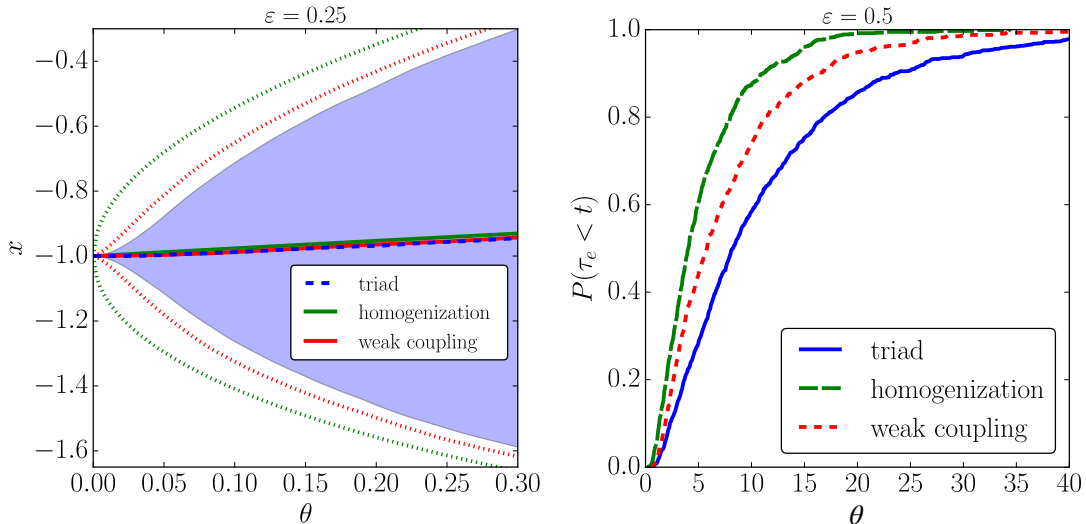 ε = 0.25
x
−0.4
−0.6
−0.8
−1.0
−1.2
−1.4
−1.6
triad
homogenization
weak coupling
0.00 0.05 0.10 0.15 0.20 0.25 0.30
θ
ε = 0.5
P(τₑ < t)
1.0
0.8
0.6
0.4
0.2
0.0
triad
homogenization
weak coupling
0 5 10 15 20 25 30 35 40
θ